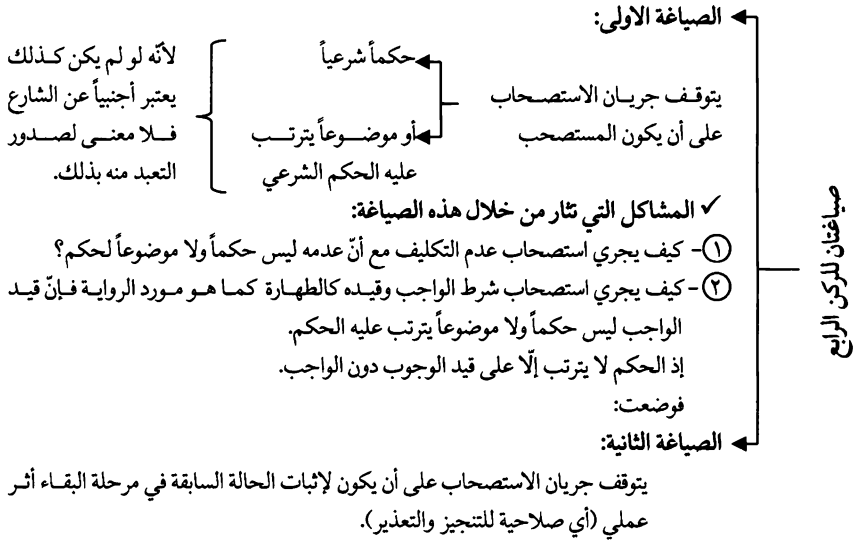 صياغتان للركن الرابع
الصياغة الاولى:
يتوقف جريان الاستصحاب
على أن يكون المستصحب
حكماً شرعياً
أو موضوعاً يترتب
عليه الحكم الشرعي
لأنّه لو لم يكن كذلك
يعتبر أجنبياً عن الشارع
فلا معنى لصدور
التعبد منه بذلك.
✓ المشاكل التي تثار من خلال هذه الصياغة:
١- كيف يجري استصحاب عدم التكليف مع أنّ عدمه ليس حكماً ولا موضوعاً لحكم؟
٢- كيف يجري استصحاب شرط الواجب وقيده كالطهارة كما هو مورد الرواية فإنّ قيد
الواجب ليس حكماً ولا موضوعاً يترتب عليه الحكم.
إذ الحكم لا يترتب إلّا على قيد الوجوب دون الواجب.
فوضعت:
الصياغة الثانية:
يتوقف جريان الاستصحاب على أن يكون لإثبات الحالة السابقة في مرحلة البقاء أثر
عملي (أي صلاحية للتنجيز والتعذير).